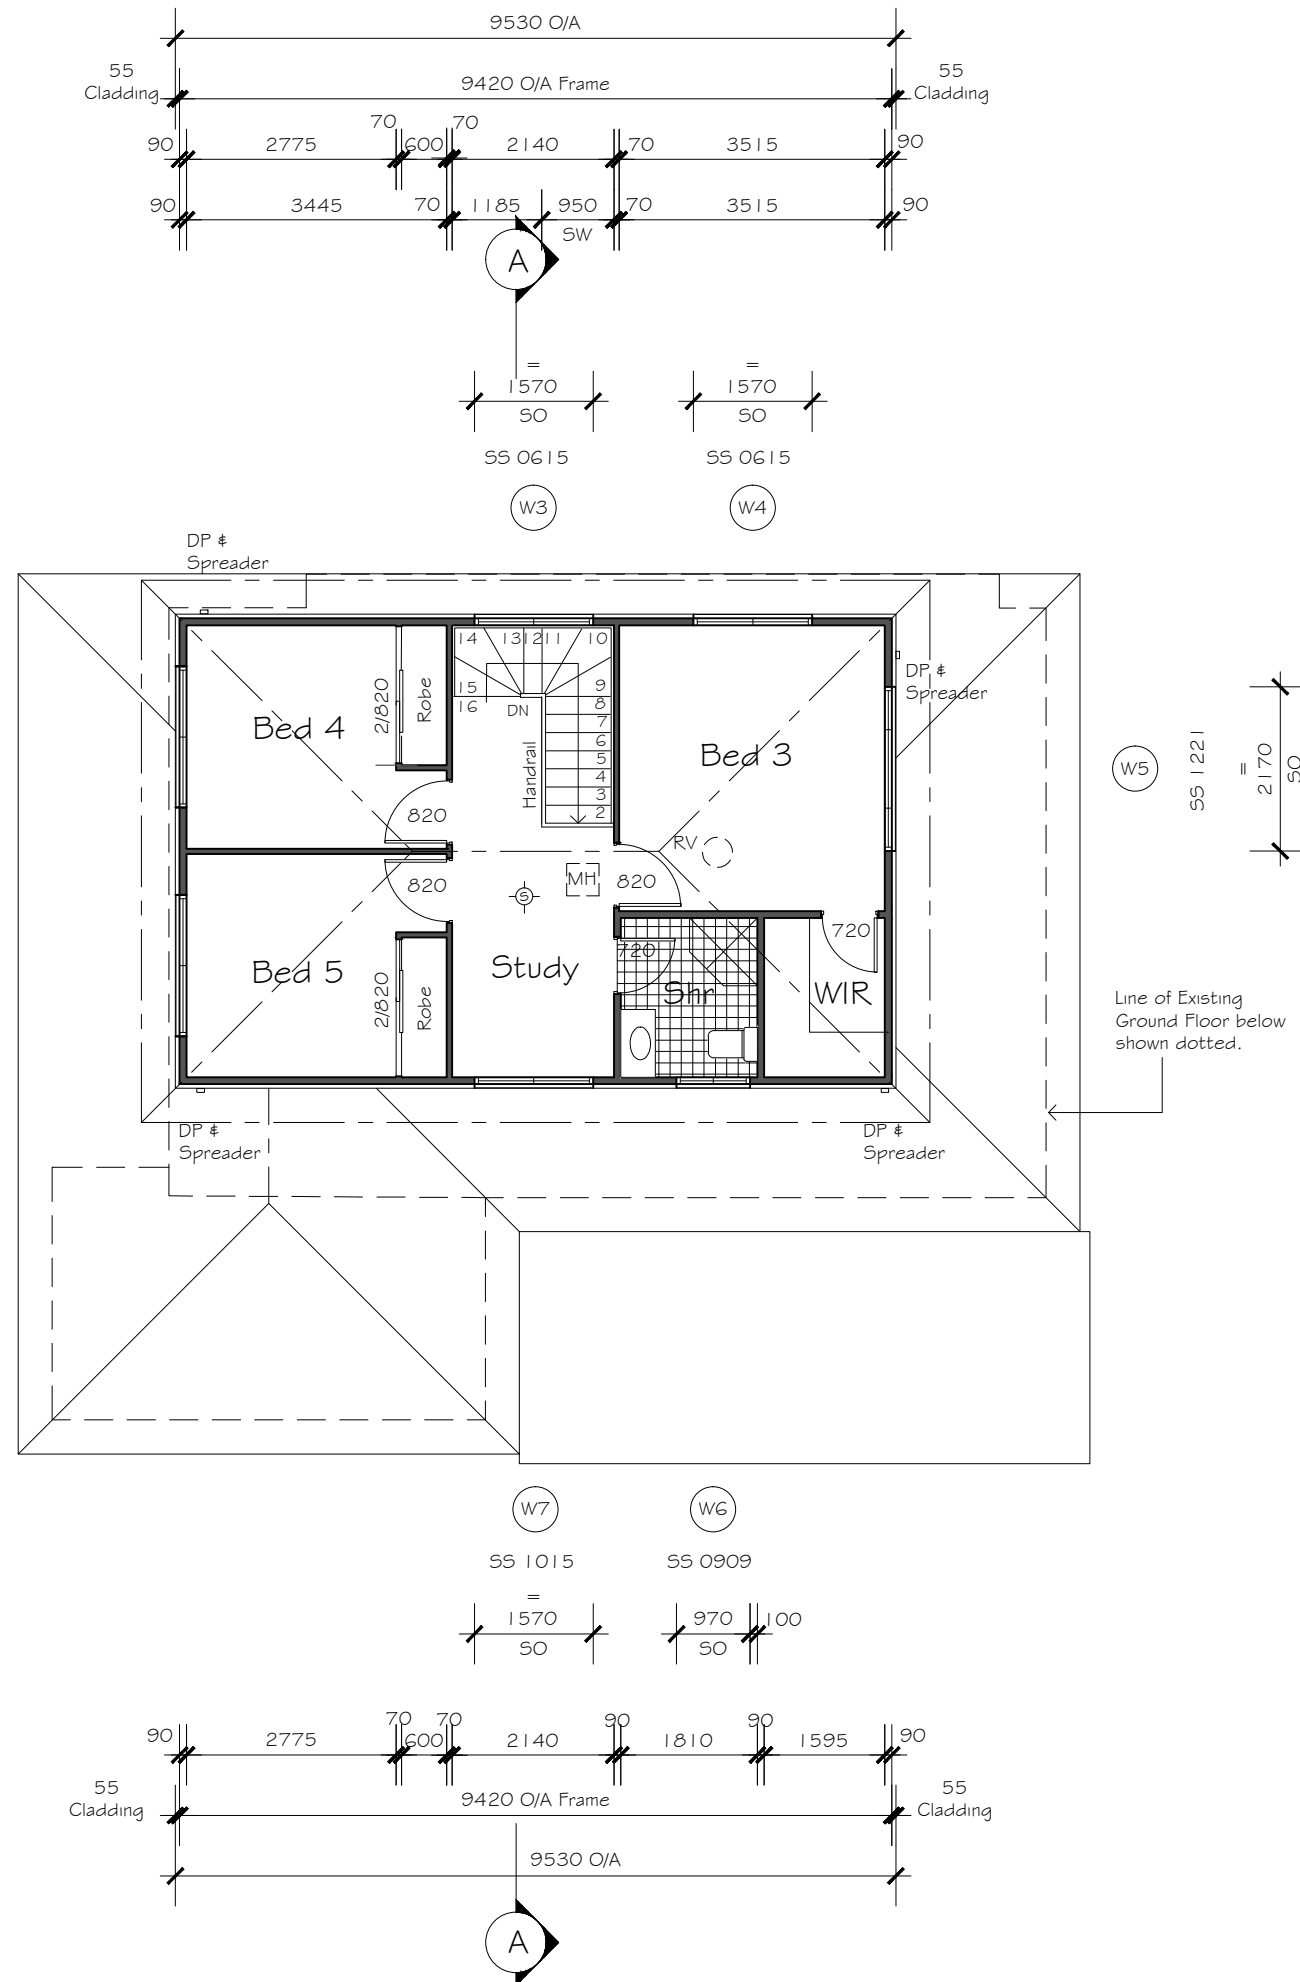 9530 O/A
55
Cladding
9420 O/A Frame
55
Cladding
90
2775
70
600
70
2140
70
3515
90
90
3445
70
1185
950
SW
70
3515
90
A
=
1570
SO
=
1570
SO
SS 0615
SS 0615
W3
W4
DP &
Spreader
14
13
12
11
10
15
16
DN
9
8
7
6
5
4
3
2
Handrail
Bed 4
2/820
Robe
820
Bed 3
DP &
Spreader
W5
SS 1221
=
2170
SO
RV
MH
820
S
820
Bed 5
2/820
Robe
Study
720
Shr
720
WIR
Line of Existing
Ground Floor below
shown dotted.
DP &
Spreader
DP &
Spreader
W7
W6
SS 1015
SS 0909
=
1570
SO
970
SO
100
90
2775
70
600
70
2140
90
1810
90
1595
90
55
Cladding
9420 O/A Frame
55
Cladding
9530 O/A
A